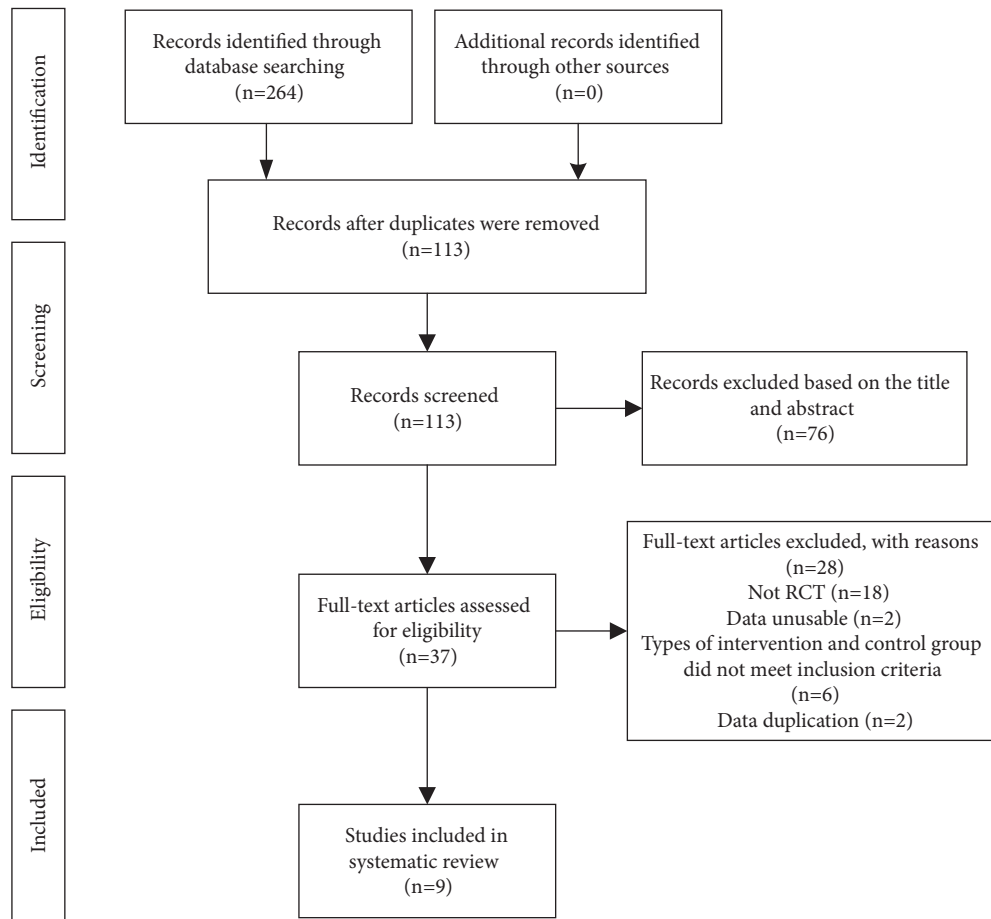 Identification
Records identified through
database searching
(n=264)
Additional records identified
through other sources
(n=0)
Records after duplicates were removed
(n=113)
Screening
Records screened
(n=113)
Records excluded based on the title
and abstract
(n=76)
Eligibility
Full-text articles assessed
for eligibility
(n=37)
Full-text articles excluded, with reasons
(n=28)
Not RCT (n=18)
Data unusable (n=2)
Types of intervention and control group
did not meet inclusion criteria
(n=6)
Data duplication (n=2)
Included
Studies included in
systematic review
(n=9)